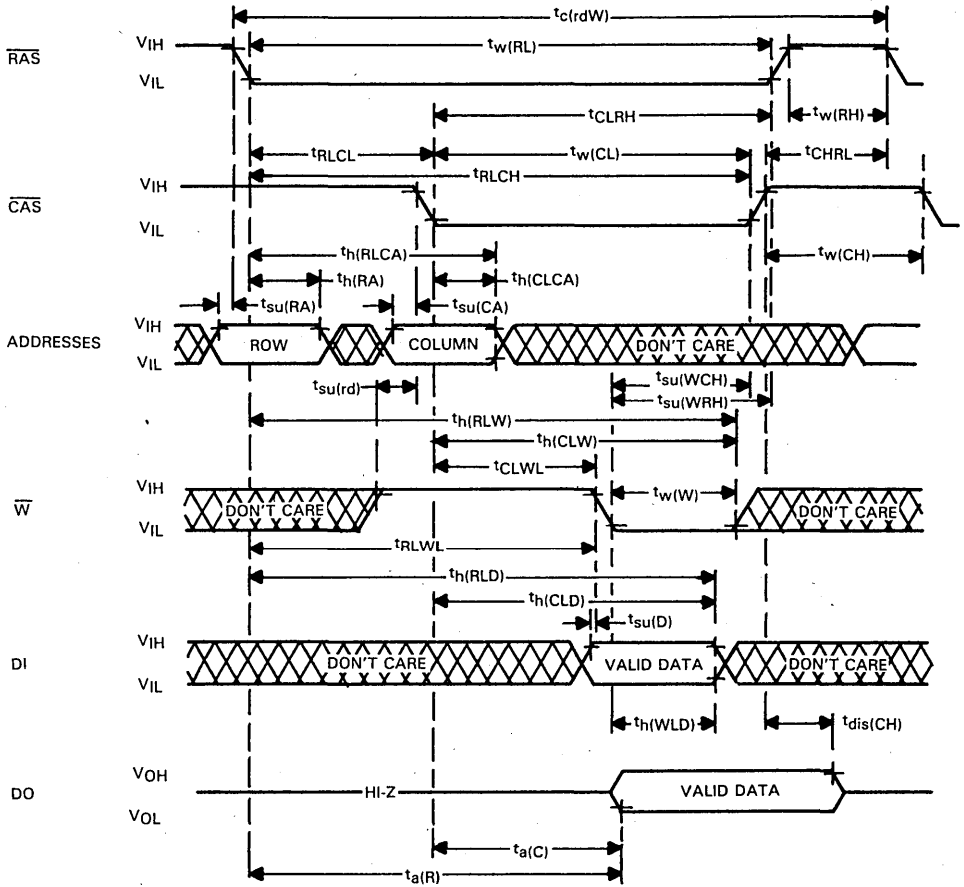 tc(rdW)
RAS
VIH
tw(RL)
VIL
tCLRH
tw(RH)
tRLCL
tw(CL)
tCHRL
tRLCH
CAS
VIH
VIL
th(RLCA)
tw(CH)
th(RA)
th(CLCA)
tsu(RA)
tsu(CA)
ADDRESSES
VIH
ROW
COLUMN
DON'T CARE
VIL
tsu(rd)
tsu(WCH)
tsu(WRH)
th(RLW)
th(CLW)
tCLWL
W
VIH
DON'T CARE
tw(W)
DON'T CARE
VIL
tRLWL
th(RLD)
th(CLD)
tsu(D)
DI
VIH
DON'T CARE
VALID DATA
DON'T CARE
VIL
th(WLD)
tdis(CH)
DO
VOH
HI-Z
VALID DATA
VOL
ta(C)
ta(R)